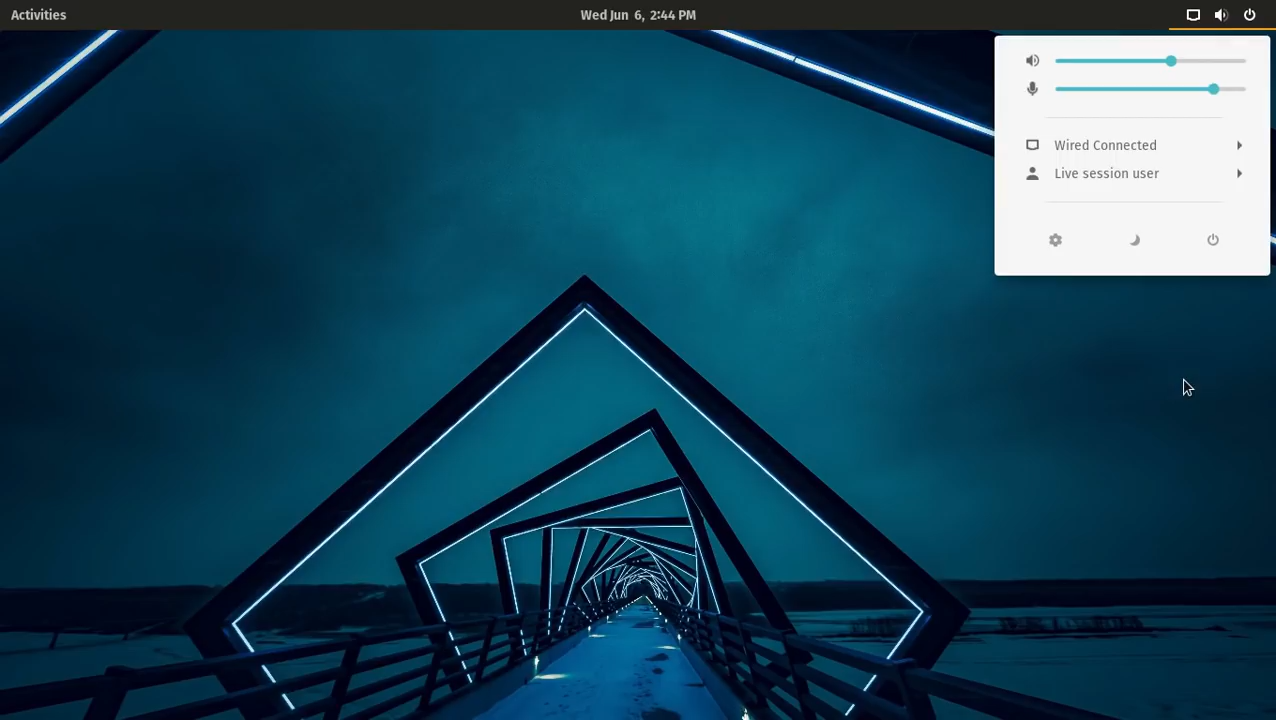 Activities
Wed Jun 6, 2:44 PM
Wired Connected
Live session user